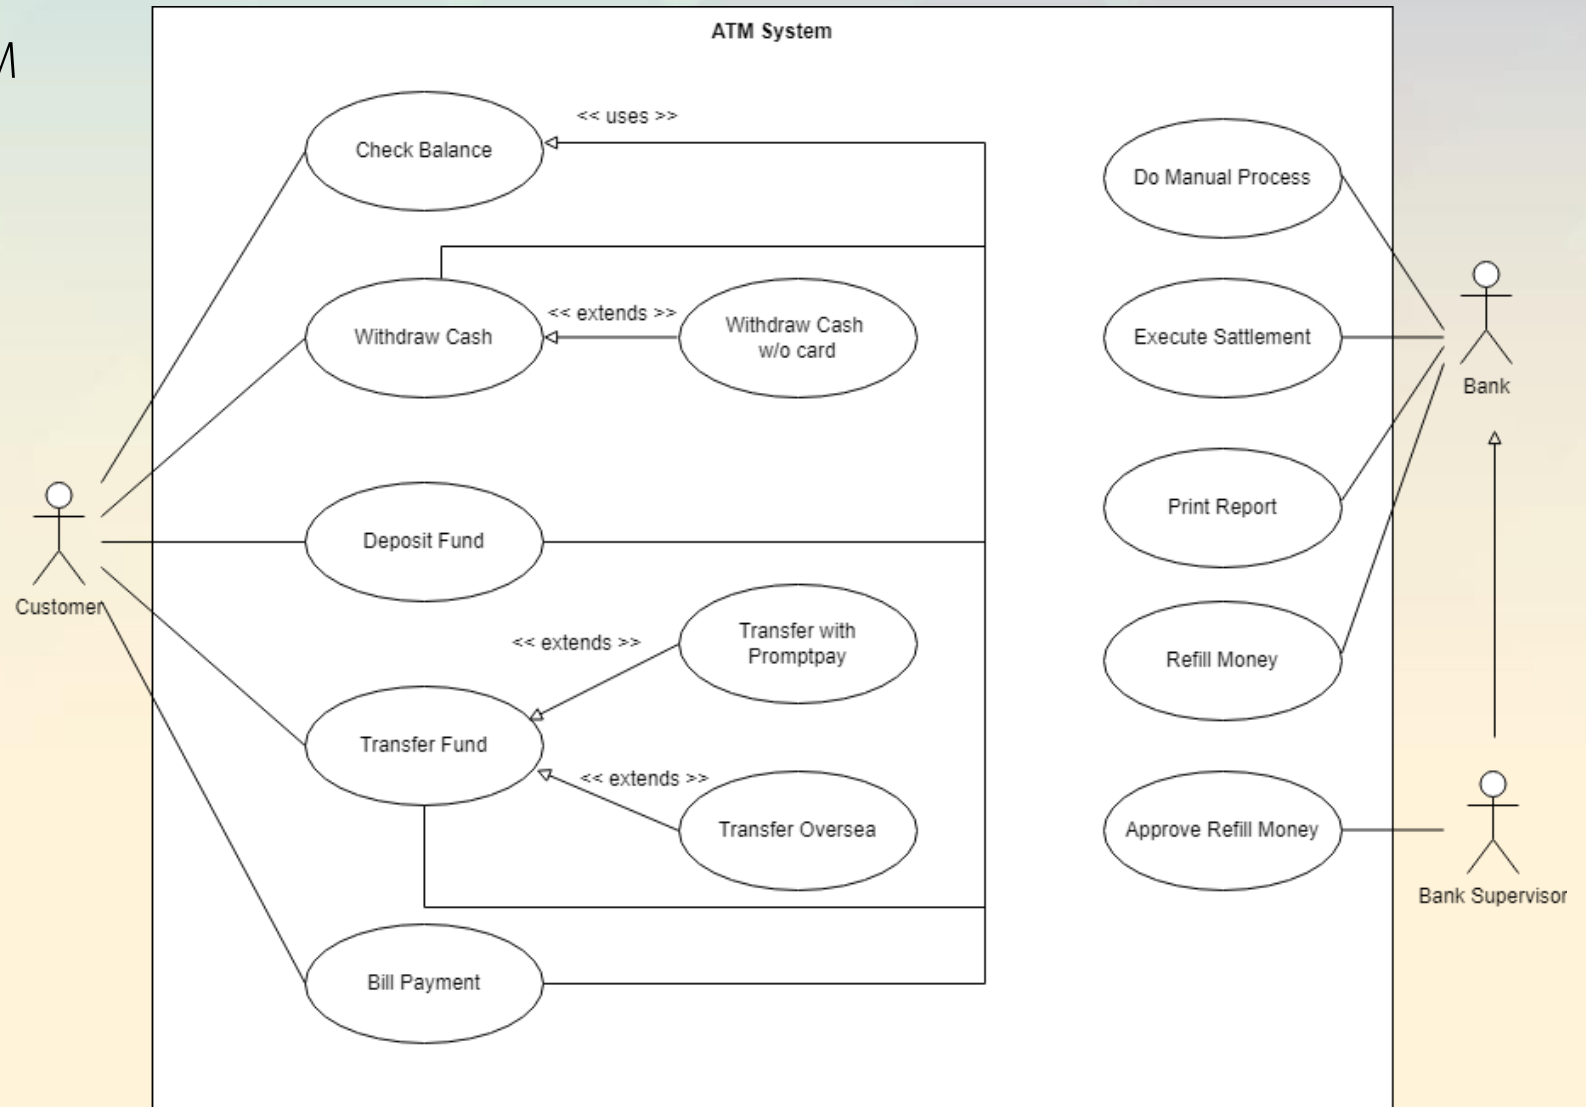 M
ATM System
<< uses >>
Check Balance
Do Manual Process
<< extends >>
Withdraw Cash
Withdraw Cash
w/o card
Execute Sattlement
Bank
Print Report
Deposit Fund
Customer
<< extends >>
Transfer with
Promptpay
Refill Money
Transfer Fund
<< extends >>
Transfer Oversea
Approve Refill Money
Bank Supervisor
Bill Payment